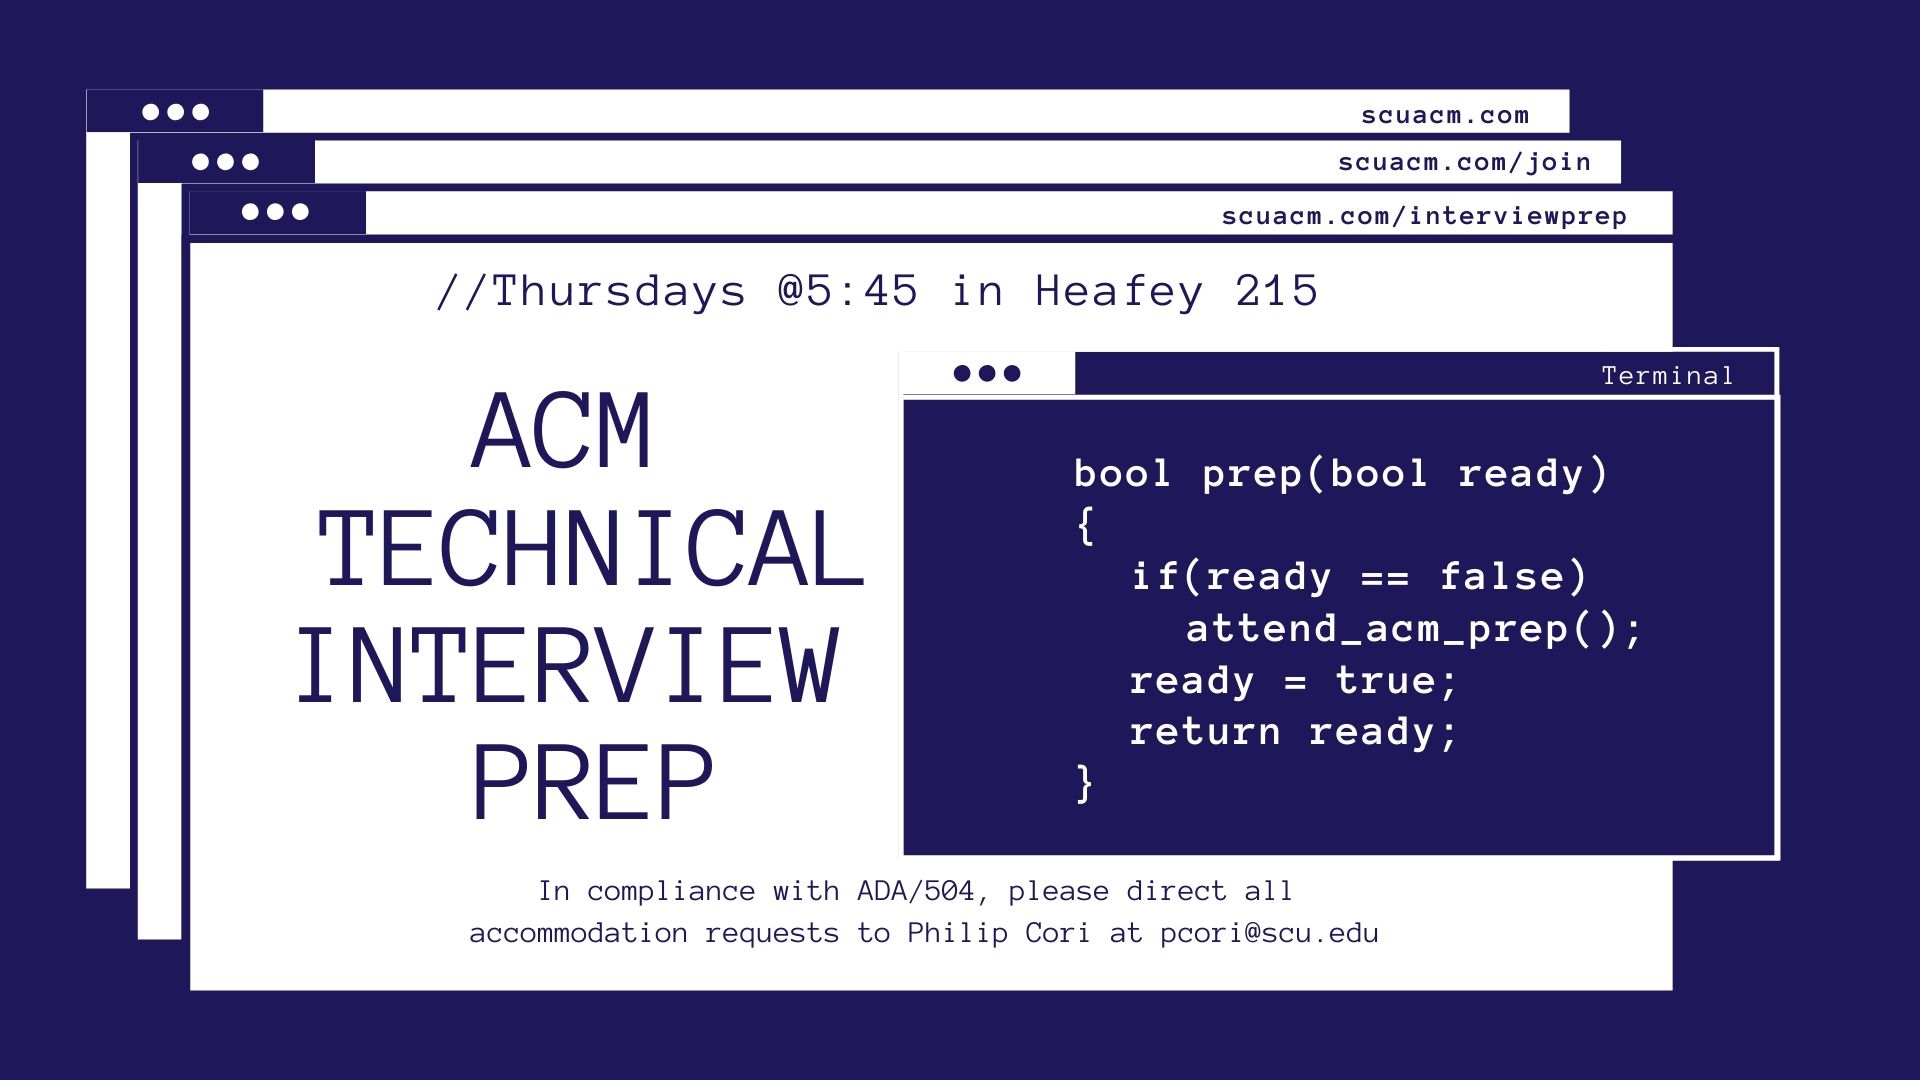 scuacm.com
scuacm.com/join
scuacm.com/interviewprep
//Thursdays @5:45 in Heafey 215
ACM
TECHNICAL
INTERVIEW
PREP
Terminal
bool prep(bool ready)
{
if(ready == false)
attend_acm_prep();
ready = true;
return ready;
}
In compliance with ADA/504, please direct all
accommodation requests to Philip Cori at pcori@scu.edu